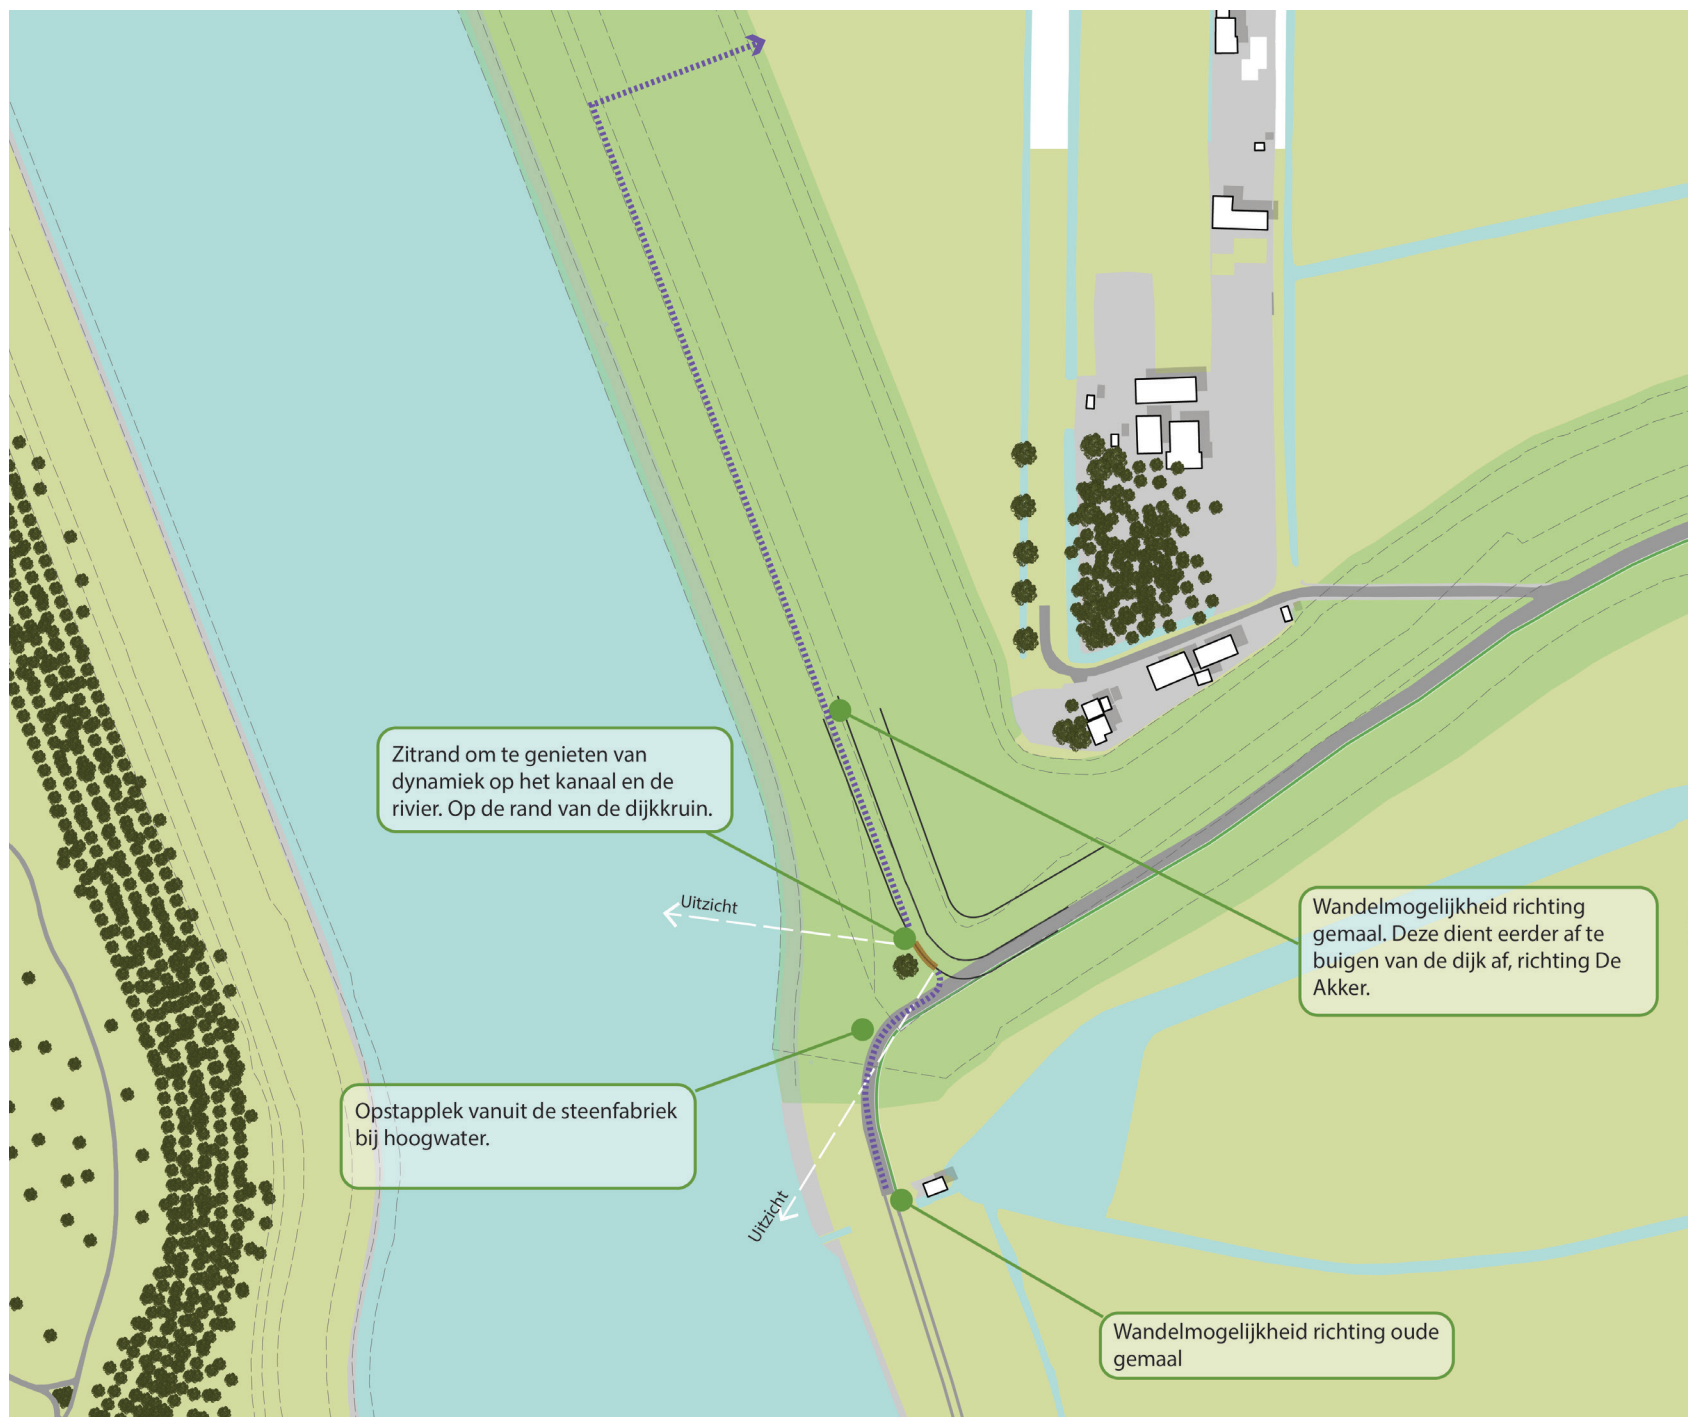 Zitrand om te genieten van
dynamiek op het kanaal en de
rivier. Op de rand van de dijkkruin.
Uitzicht
Wandelmogelijkheid richting
gemaal. Deze dient eerder af te
buigen van de dijk af, richting De
Akker.
Opstapplek vanuit de steenfabriek
bij hoogwater.
Uitzicht
Wandelmogelijkheid richting oude
gemaal